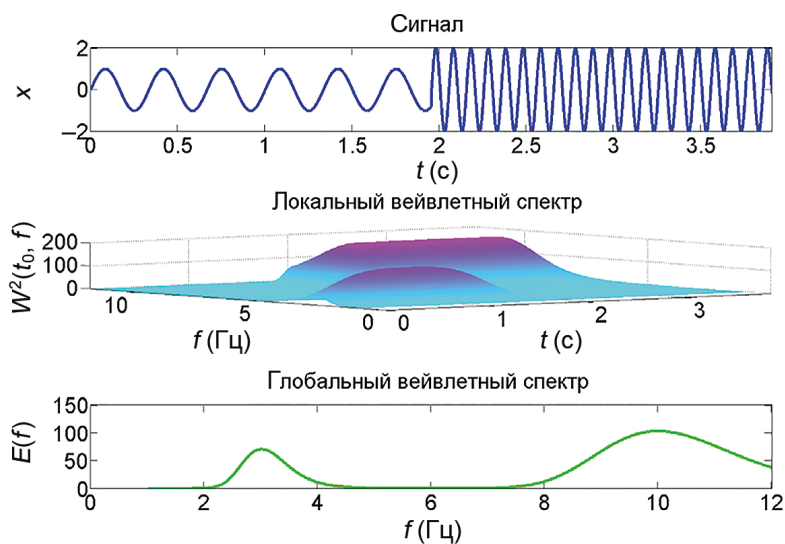 Сигнал
x
2
0
–2
0 0.5 1 1.5 2 2.5 3 3.5
t (с)
Локальный вейвлетный спектр
W²(t₀, f)
200
100
0
10 5 0 0 1 2 3
f (Гц) t (с)
Глобальный вейвлетный спектр
E(f)
150
100
50
0
0 2 4 6 8 10 12
f (Гц)